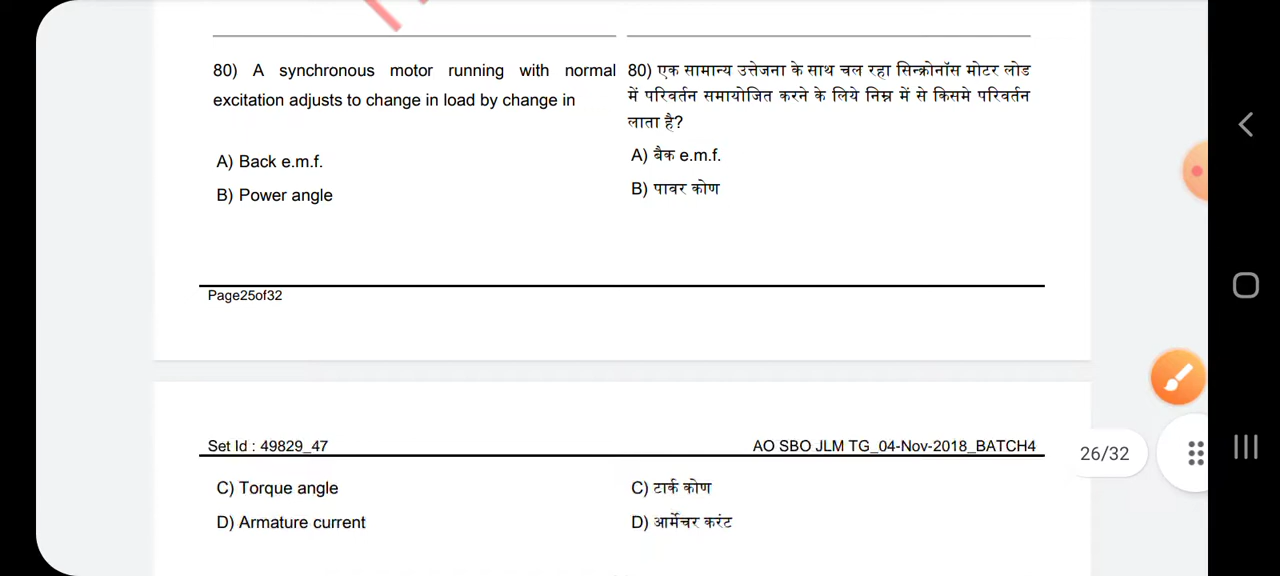 80) A synchronous motor running with normal
excitation adjusts to change in load by change in
A) Back e.m.f.
B) Power angle
80) एक सामान्य उत्तेजना के साथ चल रहा सिन्क्रोनॉस मोटर लोड
में परिवर्तन समायोजित करने के लिये निम्न में से किसमे परिवर्तन
लाता है?
A) बैक e.m.f.
B) पावर कोण
Page25of32
Set Id : 49829_47
AO SBO JLM TG_04-Nov-2018_BATCH4
26/32
C) Torque angle
D) Armature current
C) टार्क कोण
D) आर्मेचर करंट